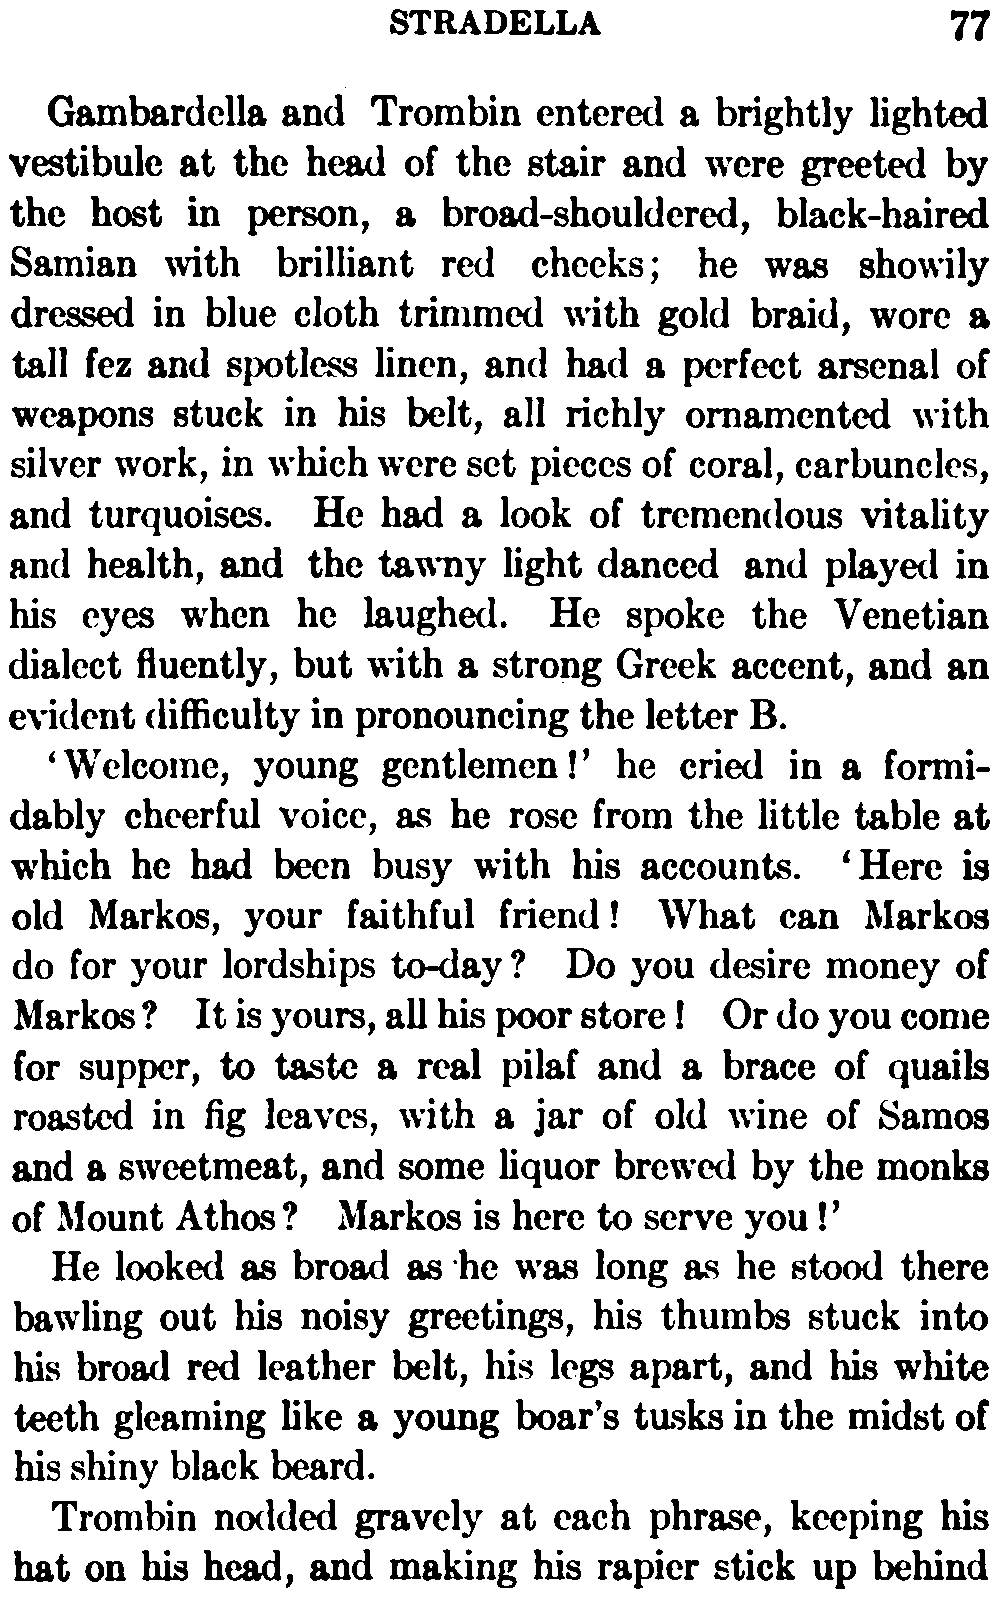 STRADELLA 77
Gambardella and Trombin entered a brightly lighted
vestibule at the head of the stair and were greeted by
the host in person, a broad-shouldered, black-haired
Samian with brilliant red cheeks; he was showily
dressed in blue cloth trimmed with gold braid, wore a
tall fez and spotless linen, and had a perfect arsenal of
weapons stuck in his belt, all richly ornamented with
silver work, in which were set pieces of coral, carbuncles,
and turquoises. He had a look of tremendous vitality
and health, and the tawny light danced and played in
his eyes when he laughed. He spoke the Venetian
dialect fluently, but with a strong Greek accent, and an
evident difficulty in pronouncing the letter B.
‘Welcome, young gentlemen!’ he cried in a formi-
dably cheerful voice, as he rose from the little table at
which he had been busy with his accounts. ‘Here is
old Markos, your faithful friend! What can Markos
do for your lordships to-day? Do you desire money of
Markos? It is yours, all his poor store! Or do you come
for supper, to taste a real pilaf and a brace of quails
roasted in fig leaves, with a jar of old wine of Samos
and a sweetmeat, and some liquor brewed by the monks
of Mount Athos? Markos is here to serve you!’
He looked as broad as he was long as he stood there
bawling out his noisy greetings, his thumbs stuck into
his broad red leather belt, his legs apart, and his white
teeth gleaming like a young boar's tusks in the midst of
his shiny black beard.
Trombin nodded gravely at each phrase, keeping his
hat on his head, and making his rapier stick up behind